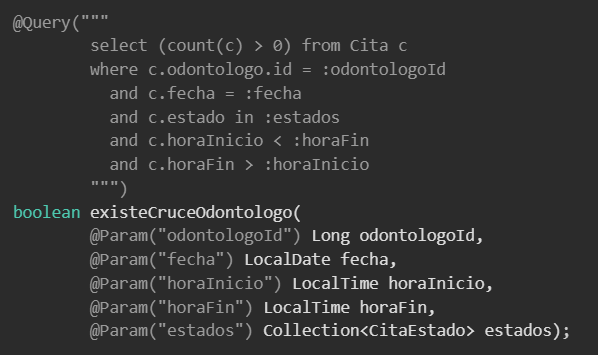 @Query("""
        select (count(c) > 0) from Cita c
        where c.odontologo.id = :odontologoId
          and c.fecha = :fecha
          and c.estado in :estados
          and c.horaInicio < :horaFin
          and c.horaFin > :horaInicio
        """)
boolean existeCruceOdontologo(
        @Param("odontologoId") Long odontologoId,
        @Param("fecha") LocalDate fecha,
        @Param("horaInicio") LocalTime horaInicio,
        @Param("horaFin") LocalTime horaFin,
        @Param("estados") Collection<CitaEstado> estados);